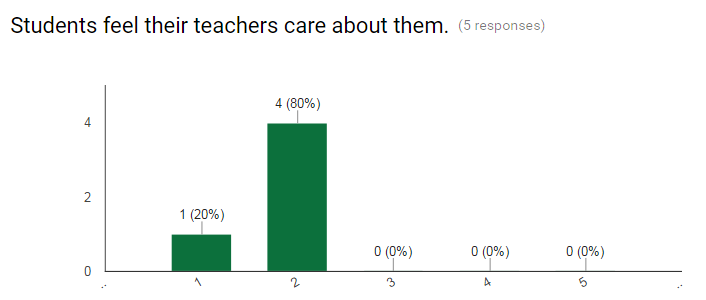 Students feel their teachers care about them. (5 responses)
4 (80%)
4
2
1 (20%)
0 (0%) 0 (0%) 0 (0%)
0
1 2 3 4 5